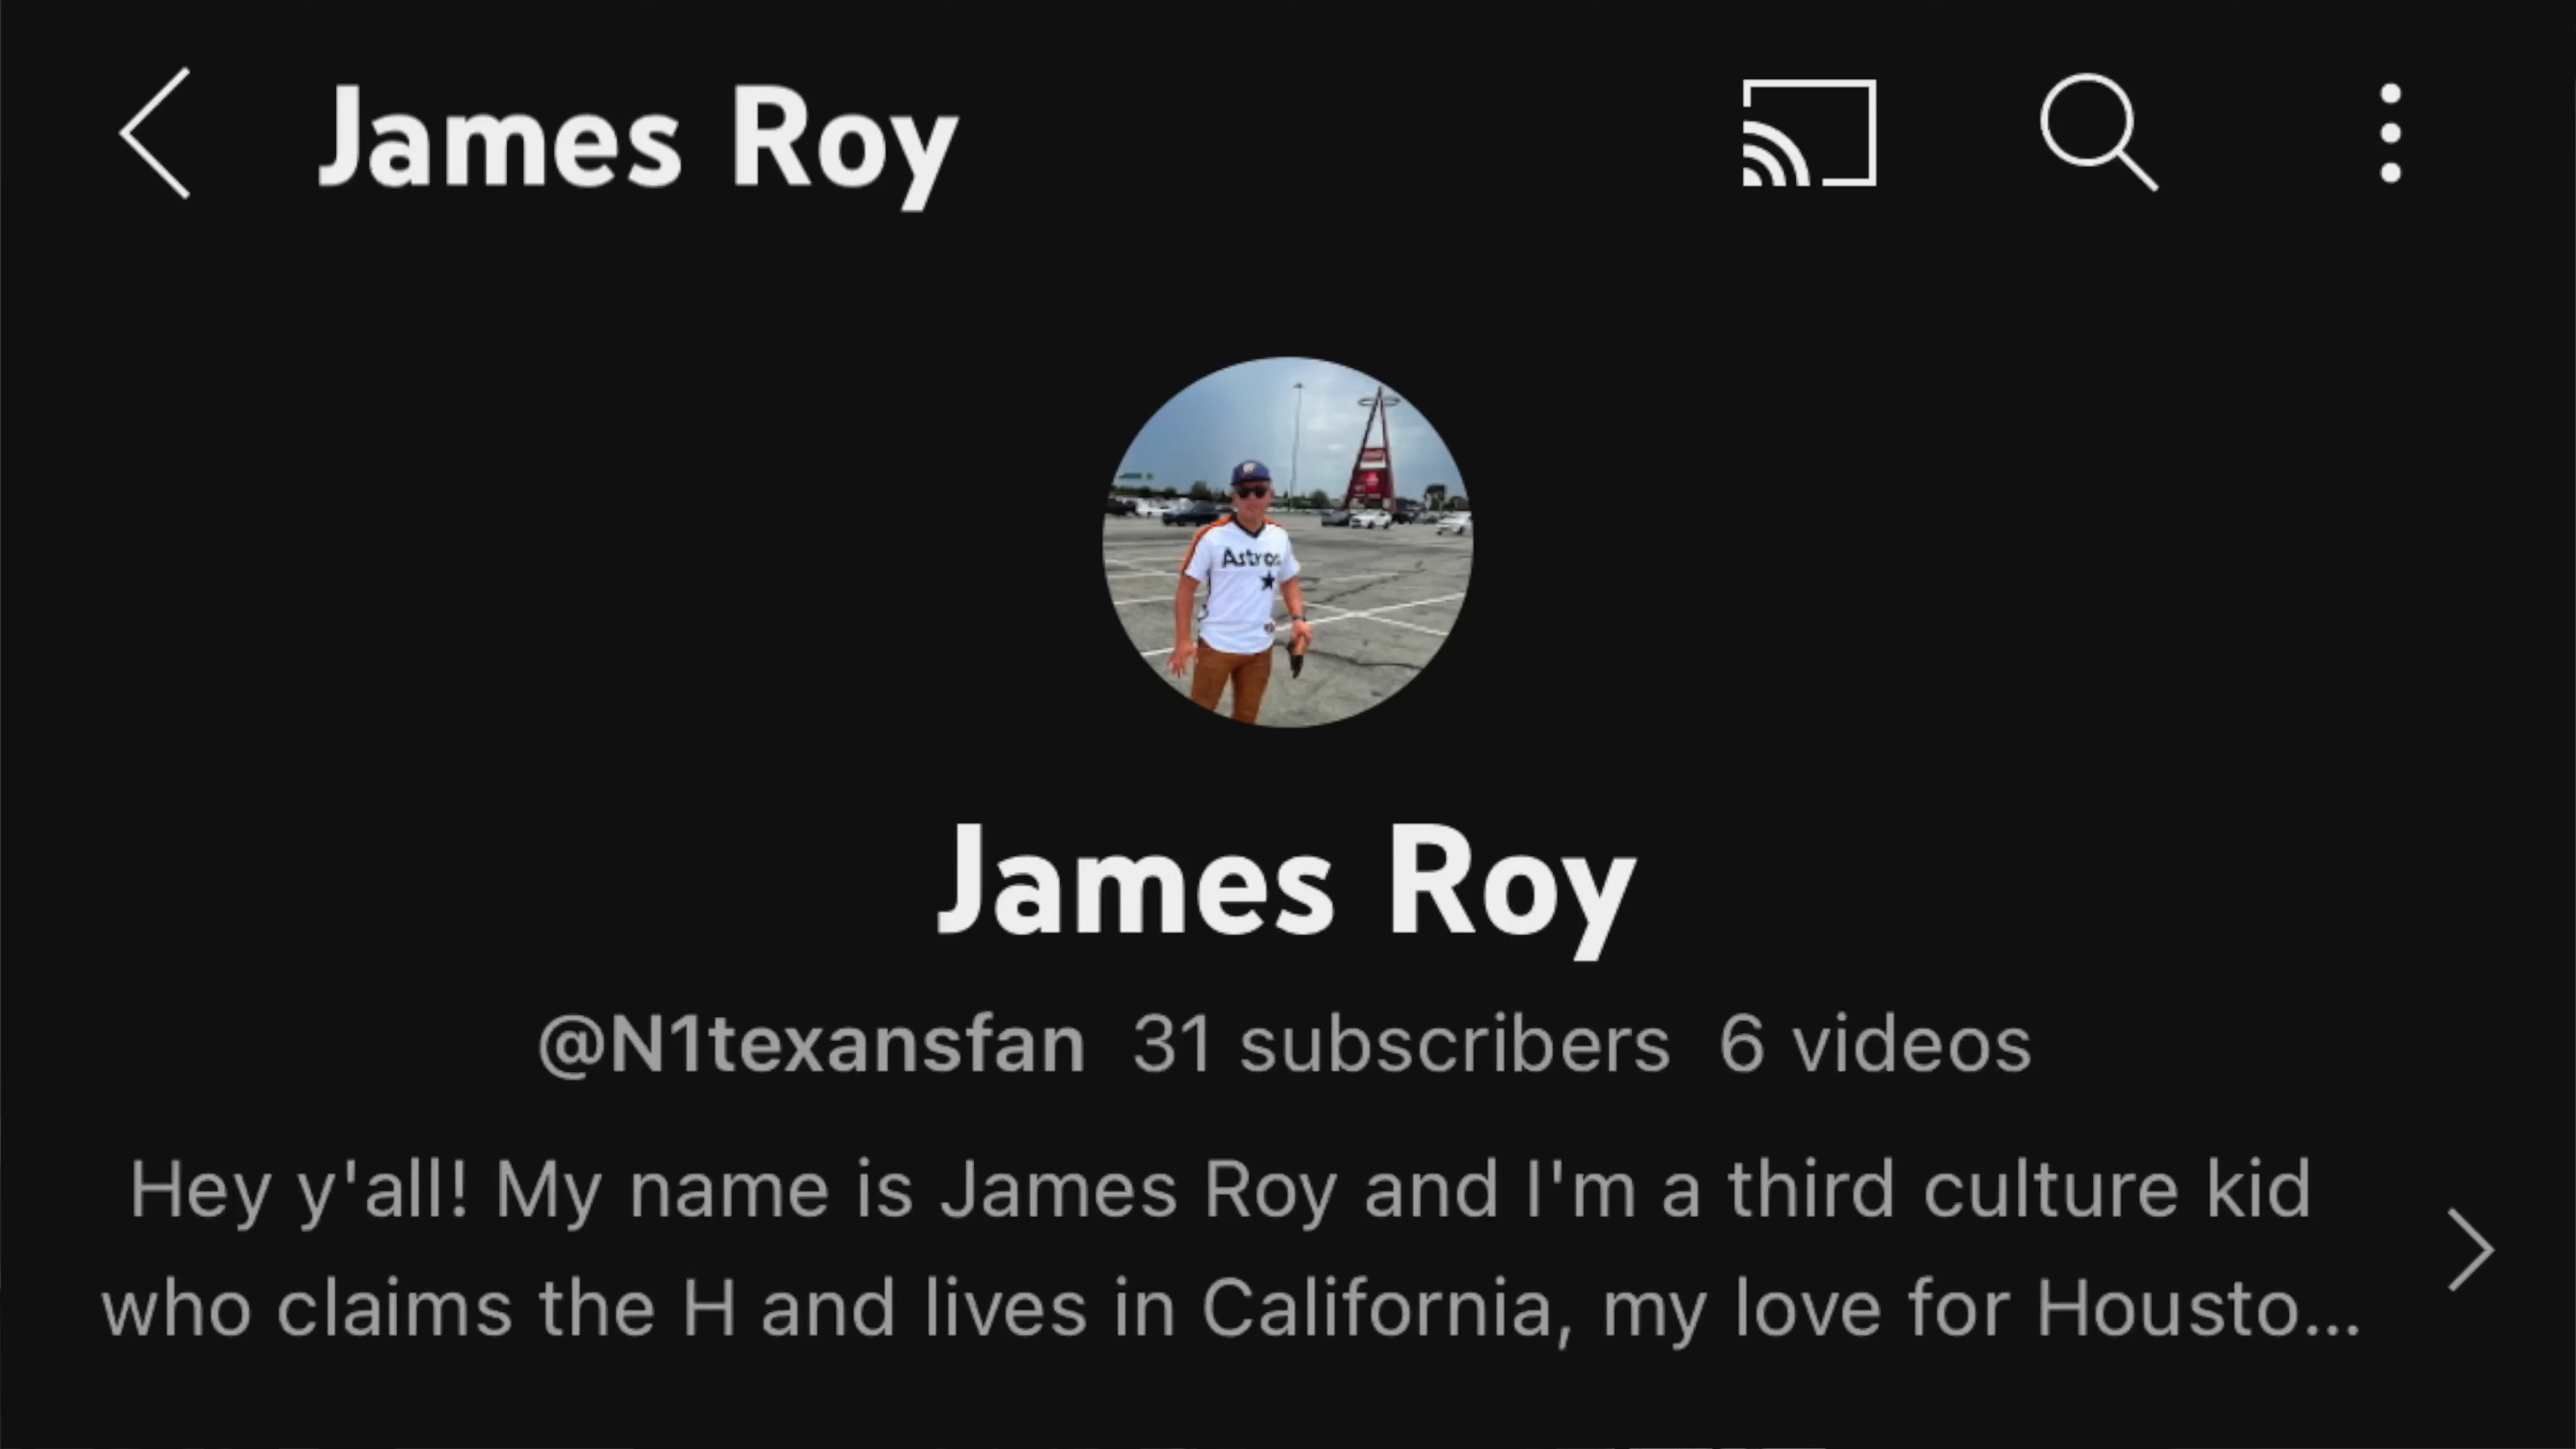 James Roy
Astros
James Roy
@N1texansfan 31 subscribers 6 videos
Hey y'all! My name is James Roy and I'm a third culture kid
who claims the H and lives in California, my love for Housto...